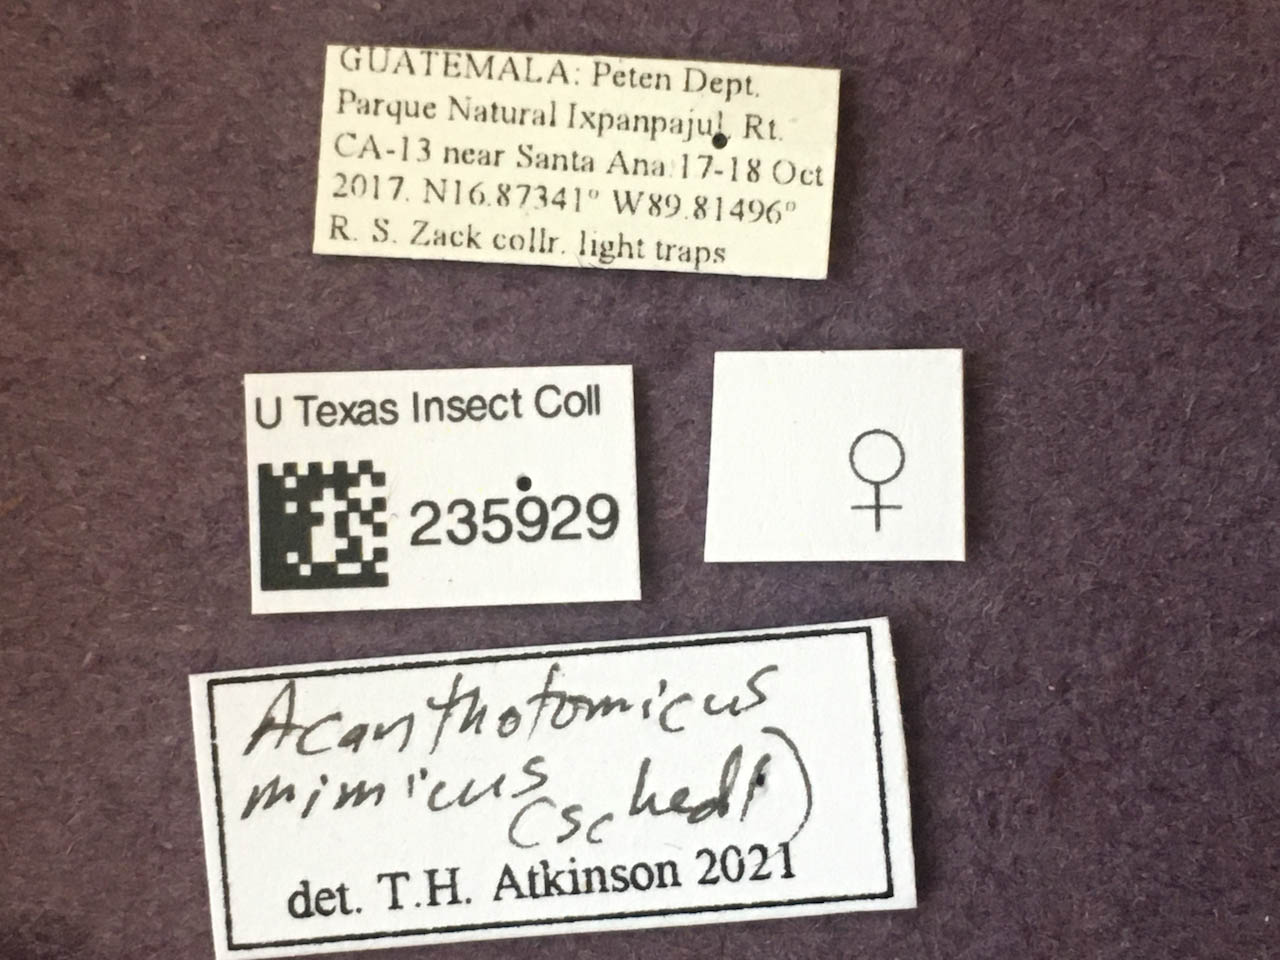 GUATEMALA: Peten Dept.
Parque Natural Ixpanpajul, Rt.
CA-13 near Santa Ana 17-18 Oct
2017. N16.87341° W89.81496°
R. S. Zack collr. light traps
U Texas Insect Coll
235929
♀
Acanthotomicus
mimicus
(Schedl)
det. T.H. Atkinson 2021